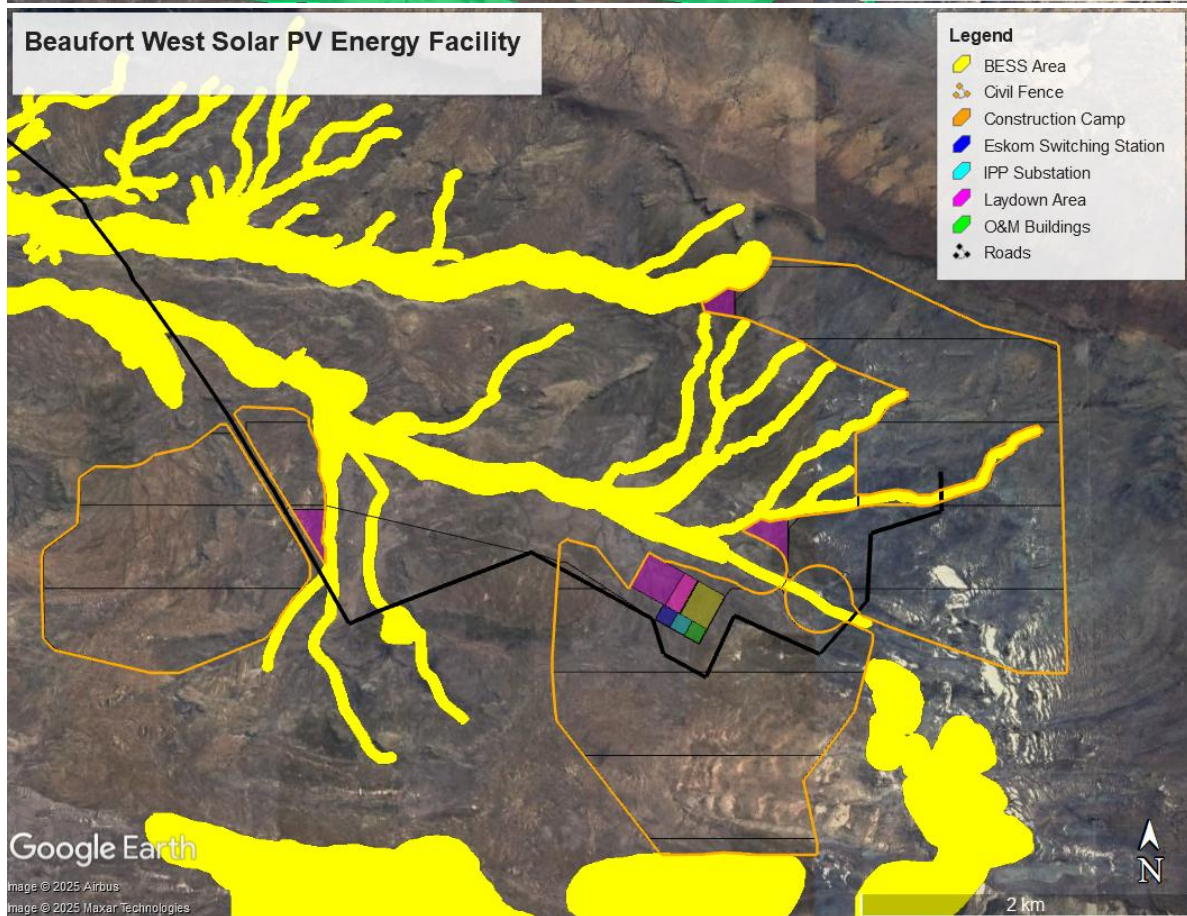 Beaufort West Solar PV Energy Facility
Legend
BESS Area
Civil Fence
Construction Camp
Eskom Switching Station
IPP Substation
Laydown Area
O&M Buildings
Roads
Google Earth
Image © 2025 Airbus
Image © 2025 Maxar Technologies
N
2 km